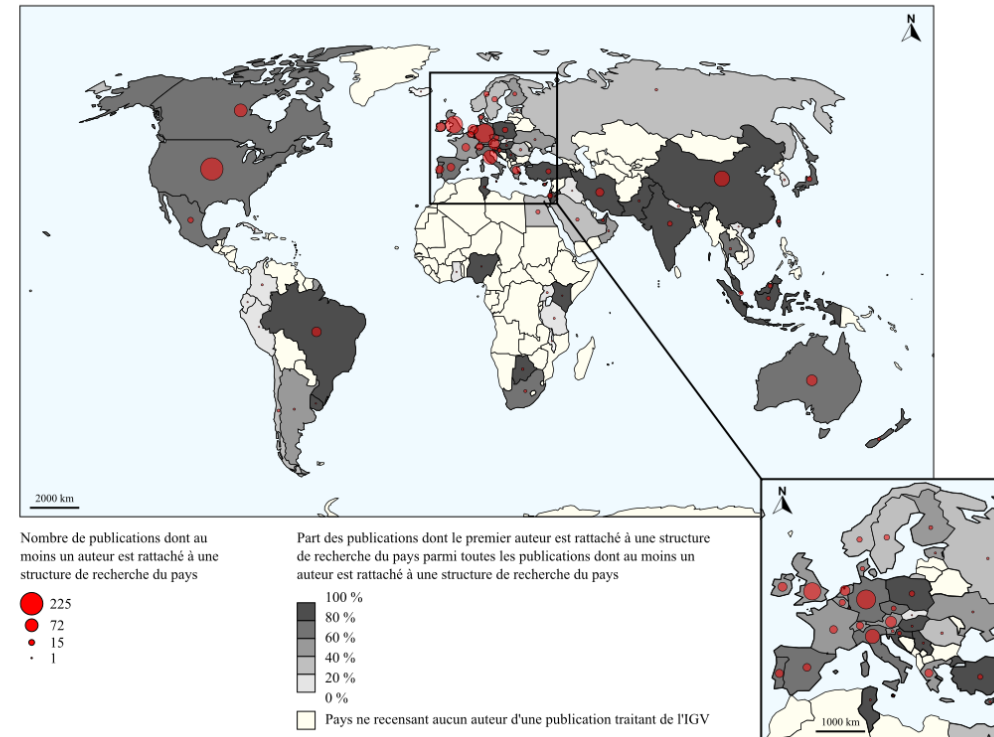 N
2000 km
N
1000 km
Nombre de publications dont au
moins un auteur est rattaché à une
structure de recherche du pays
225
72
15
1
Part des publications dont le premier auteur est rattaché à une structure
de recherche du pays parmi toutes les publications dont au moins un
auteur est rattaché à une structure de recherche du pays
100 %
80 %
60 %
40 %
20 %
0 %
Pays ne recensant aucun auteur d'une publication traitant de l'IGV